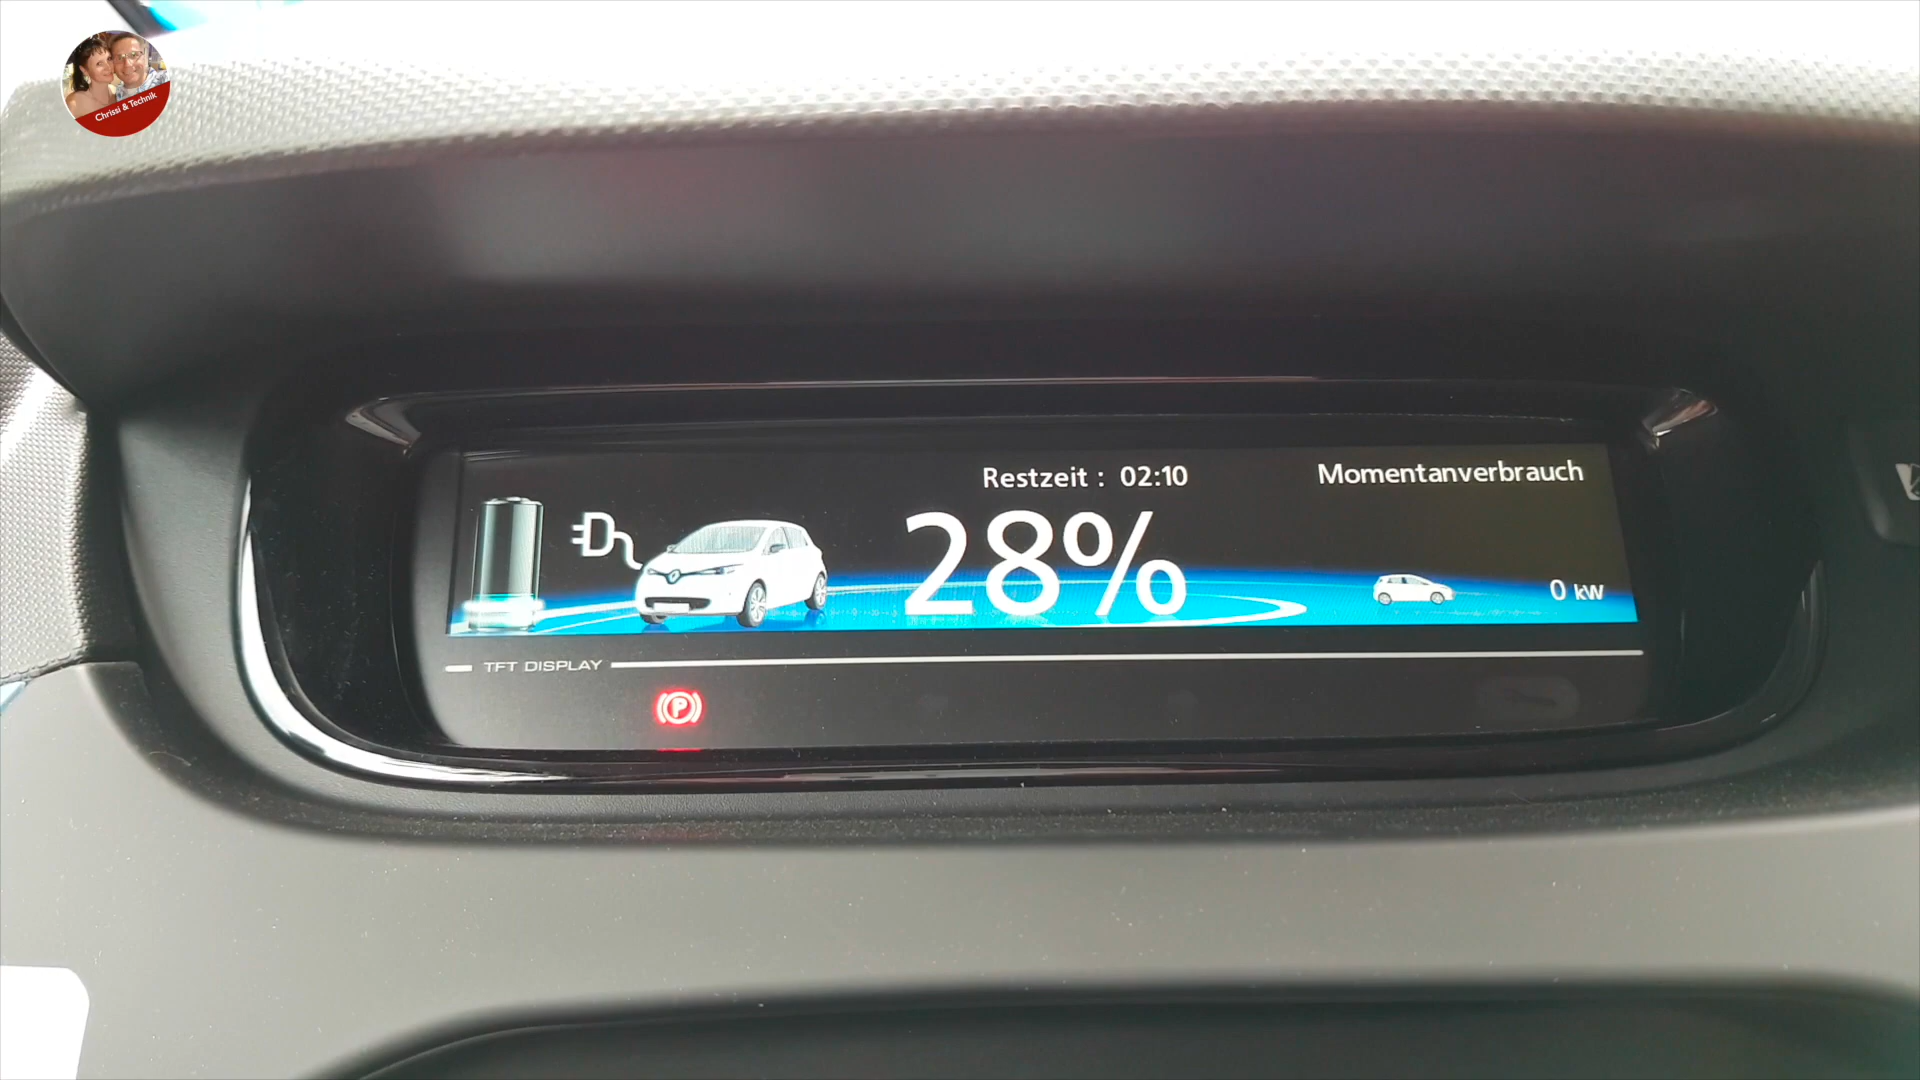 Chrissi & Technik
Restzeit : 02:10
Momentanverbrauch
28%
0 kW
TFT DISPLAY
P